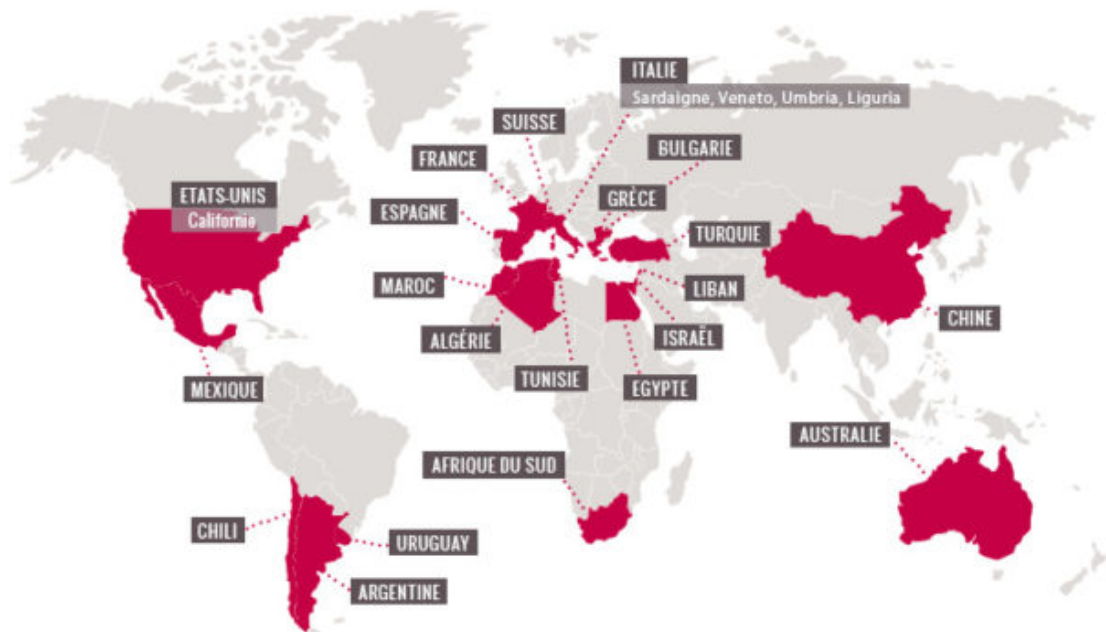 ITALIE
Sardaigne, Veneto, Umbria, Liguria
SUISSE
BULGARIE
FRANCE
ETATS-UNIS
Californie
GRÈCE
ESPAGNE
TURQUIE
MAROC
LIBAN
CHINE
ALGÉRIE
ISRAËL
TUNISIE
EGYPTE
MEXIQUE
AUSTRALIE
AFRIQUE DU SUD
CHILI
URUGUAY
ARGENTINE